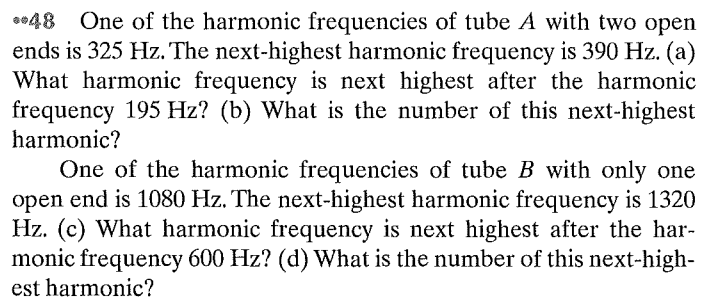 ••48 One of the harmonic frequencies of tube A with two open
ends is 325 Hz. The next-highest harmonic frequency is 390 Hz. (a)
What harmonic frequency is next highest after the harmonic
frequency 195 Hz? (b) What is the number of this next-highest
harmonic?
One of the harmonic frequencies of tube B with only one
open end is 1080 Hz. The next-highest harmonic frequency is 1320
Hz. (c) What harmonic frequency is next highest after the har-
monic frequency 600 Hz? (d) What is the number of this next-high-
est harmonic?